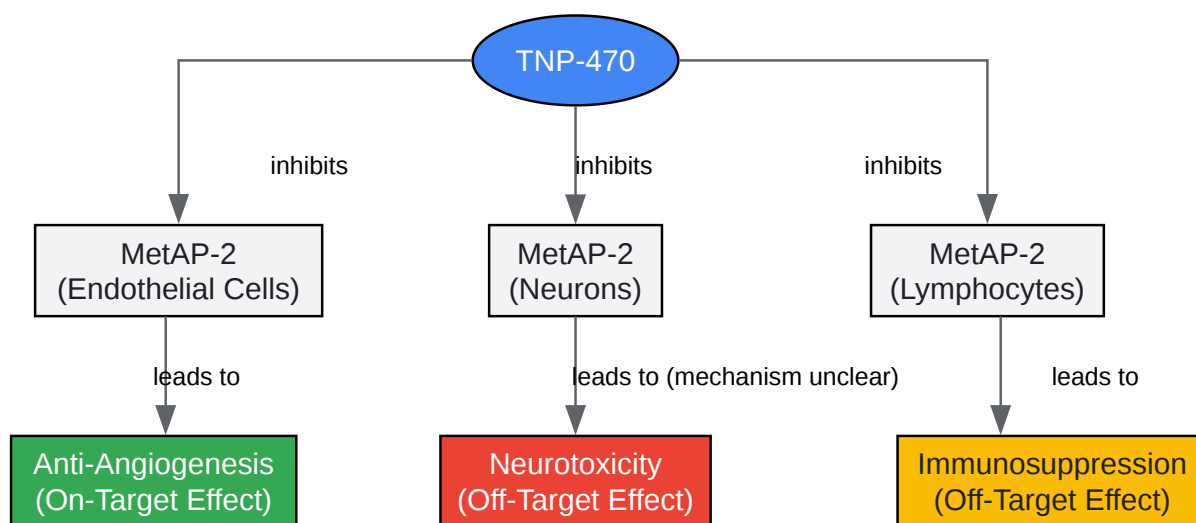 TNP-470
inhibits
inhibits
inhibits
MetAP-2
(Endothelial Cells)
MetAP-2
(Neurons)
MetAP-2
(Lymphocytes)
leads to
leads to (mechanism unclear)
leads to
Anti-Angiogenesis
(On-Target Effect)
Neurotoxicity
(Off-Target Effect)
Immunosuppression
(Off-Target Effect)